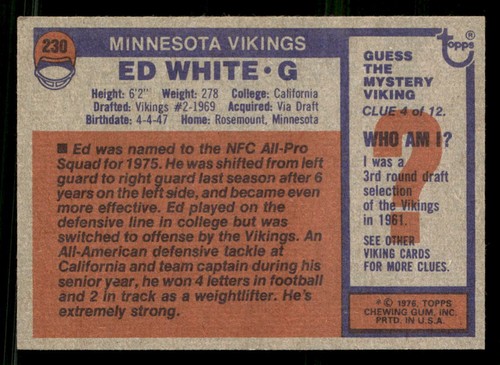 230
MINNESOTA VIKINGS
ED WHITE • G
Height: 6'2" Weight: 278 College: California
Drafted: Vikings #2-1969 Acquired: Via Draft
Birthdate: 4-4-47 Home: Rosemount, Minnesota
■ Ed was named to the NFC All-Pro
Squad for 1975. He was shifted from left
guard to right guard last season after 6
years on the left side, and became even
more effective. Ed played on the
defensive line in college but was
switched to offense by the Vikings. An
All-American defensive tackle at
California and team captain during his
senior year, he won 4 letters in football
and 2 in track as a weightlifter. He's
extremely strong.
topps®
GUESS
THE
MYSTERY
VIKING
CLUE 4 of 12.
?
WHO AM I?
I was a
3rd round draft
selection
of the Vikings
in 1961.
SEE OTHER
VIKING CARDS
FOR MORE CLUES.
*© 1976, TOPPS
CHEWING GUM, INC.
PRTD. IN U.S.A.